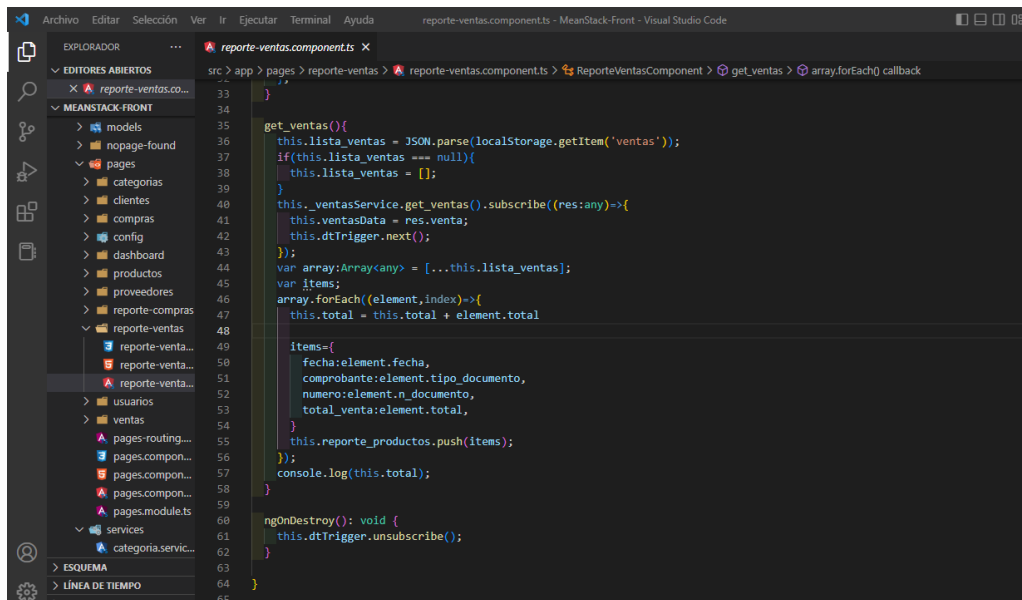 Archivo Editar Selección Ver Ir Ejecutar Terminal Ayuda
reporte-ventas.component.ts - MeanStack-Front - Visual Studio Code
EXPLORADOR ...
EDITORES ABIERTOS
reporte-ventas.co...
MEANSTACK-FRONT
models
nopage-found
pages
categorias
clientes
compras
config
dashboard
productos
proveedores
reporte-compras
reporte-ventas
reporte-venta...
reporte-venta...
reporte-venta...
usuarios
ventas
pages-routing....
pages.compon...
pages.compon...
pages.compon...
pages.module.ts
services
categoria.servic...
ESQUEMA
LÍNEA DE TIEMPO
reporte-ventas.component.ts
src > app > pages > reporte-ventas > reporte-ventas.component.ts > ReporteVentasComponent > get_ventas > array.forEach() callback
33 }
34
35 get_ventas(){
36 this.lista_ventas = JSON.parse(localStorage.getItem('ventas'));
37 if(this.lista_ventas === null){
38 this.lista_ventas = [];
39 }
40 this._ventasService.get_ventas().subscribe((res:any)=>{
41 this.ventasData = res.venta;
42 this.dtTrigger.next();
43 });
44 var array:Array<any> = [...this.lista_ventas];
45 var items;
46 array.forEach((element,index)=>{
47 this.total = this.total + element.total
48
49 items={
50 fecha:element.fecha,
51 comprobante:element.tipo_documento,
52 numero:element.n_documento,
53 total_venta:element.total,
54 }
55 this.reporte_productos.push(items);
56 });
57 console.log(this.total);
58 }
59
60 ngOnDestroy(): void {
61 this.dtTrigger.unsubscribe();
62 }
63
64 }